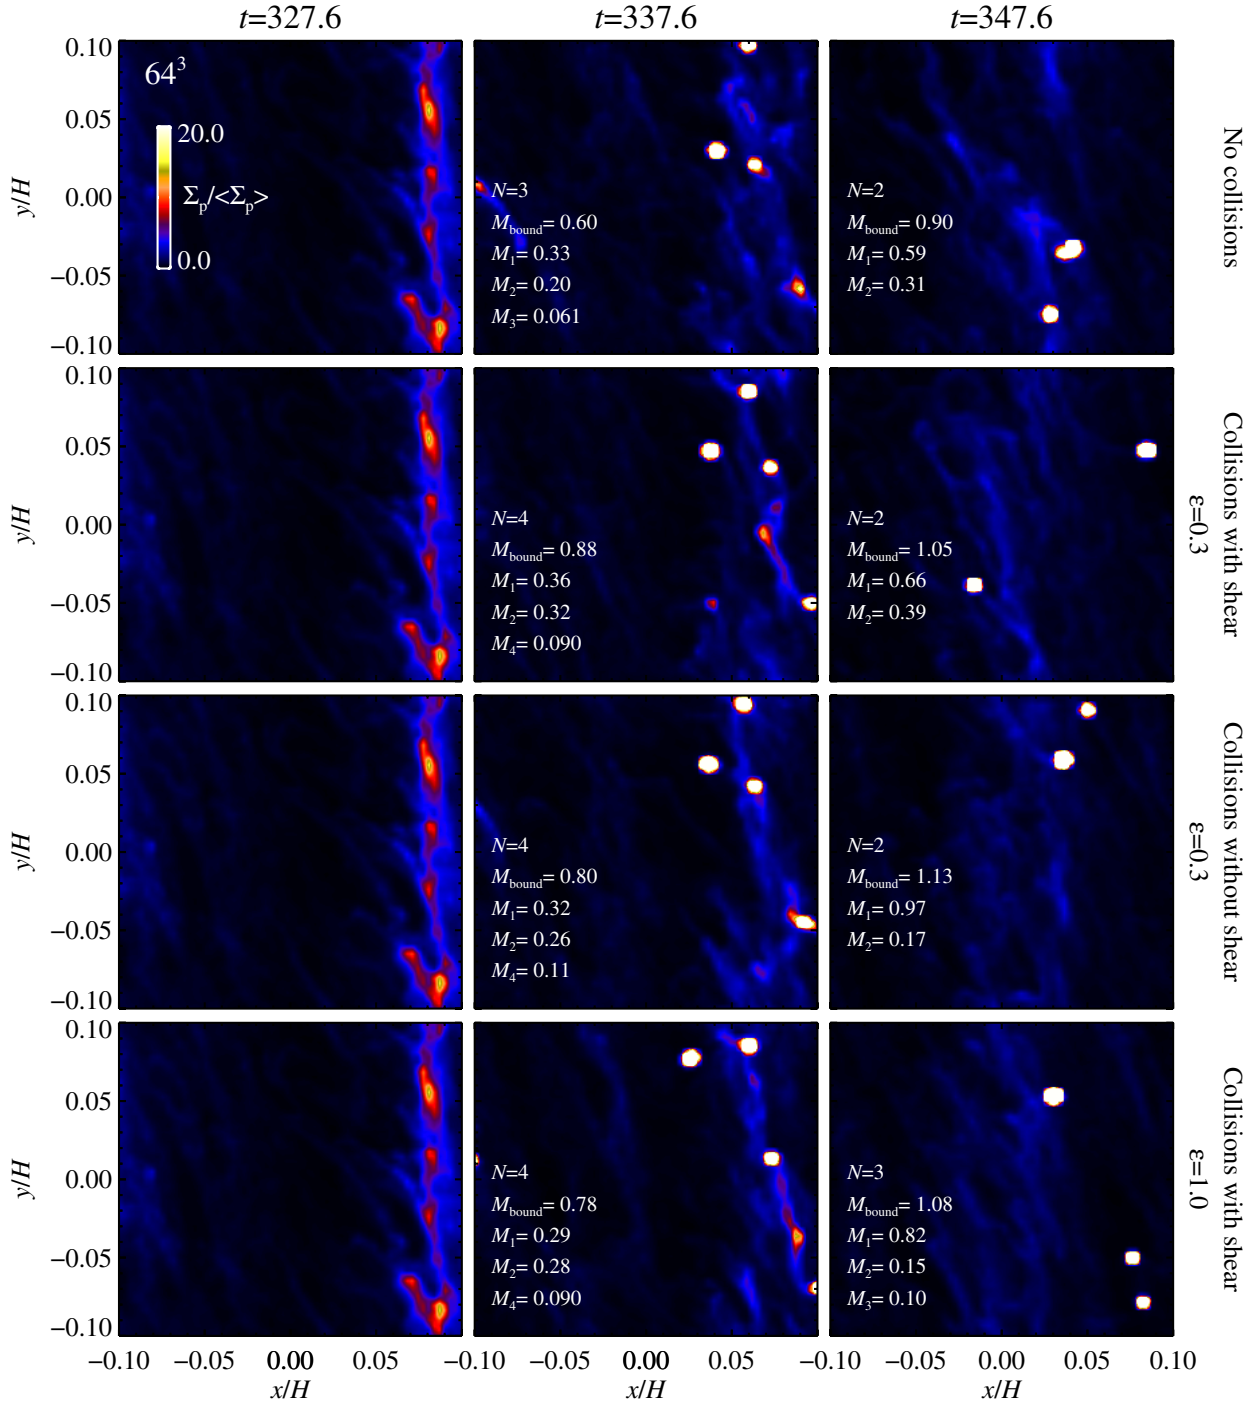 t=327.6 t=337.6 t=347.6
0.10
0.05
0.00
−0.05
−0.10
y/H
64³
20.0
Σp/<Σp>
0.0
N=3
Mbound= 0.60
M1= 0.33
M2= 0.20
M3= 0.061
N=2
Mbound= 0.90
M1= 0.59
M2= 0.31
No collisions
0.10
0.05
0.00
−0.05
−0.10
y/H
N=4
Mbound= 0.88
M1= 0.36
M2= 0.32
M4= 0.090
N=2
Mbound= 1.05
M1= 0.66
M2= 0.39
Collisions with shear
ε=0.3
0.10
0.05
0.00
−0.05
−0.10
y/H
N=4
Mbound= 0.80
M1= 0.32
M2= 0.26
M4= 0.11
N=2
Mbound= 1.13
M1= 0.97
M2= 0.17
Collisions without shear
ε=0.3
0.10
0.05
0.00
−0.05
−0.10
y/H
N=4
Mbound= 0.78
M1= 0.29
M2= 0.28
M4= 0.090
N=3
Mbound= 1.08
M1= 0.82
M2= 0.15
M3= 0.10
Collisions with shear
ε=1.0
−0.10 −0.05 0.00 0.05 −0.10 −0.05 0.00 0.05 −0.10 −0.05 0.00 0.05 0.10
x/H x/H x/H